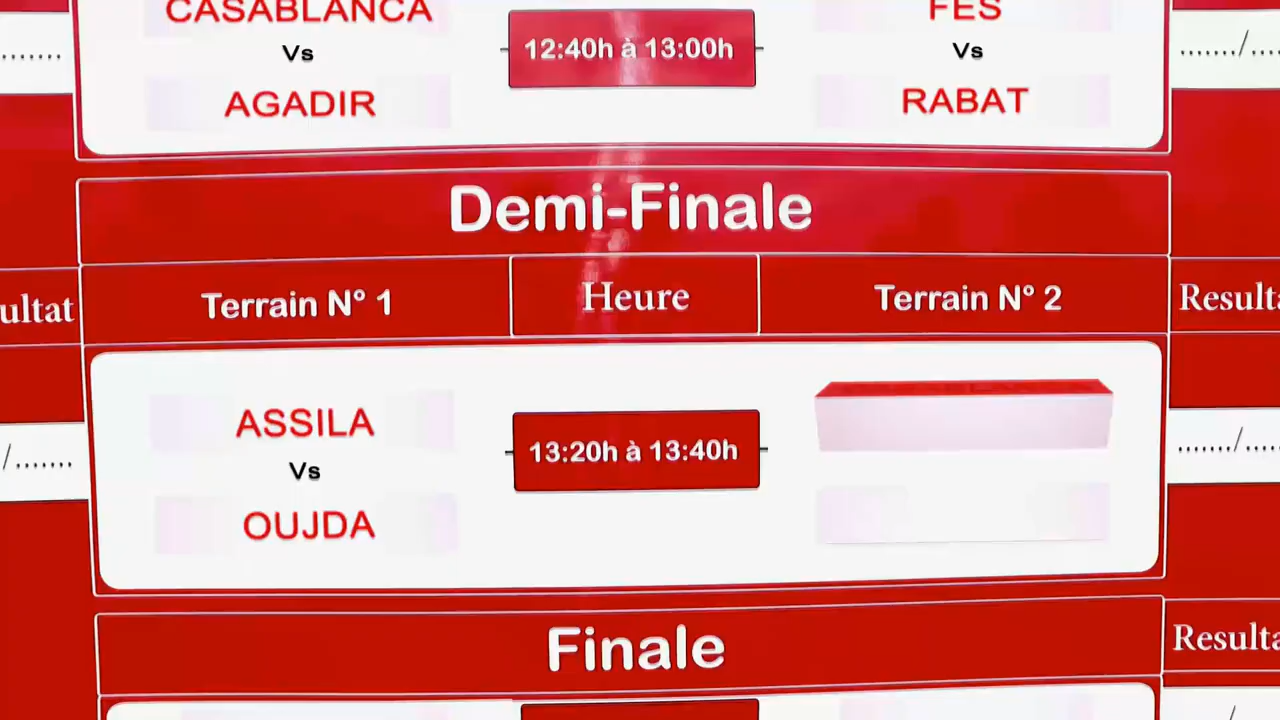 CASABLANCA
Vs
AGADIR
12:40h à 13:00h
FES
Vs
RABAT
......./....
Demi-Finale
ultat
Terrain N° 1
Heure
Terrain N° 2
Resulta
ASSILA
Vs
OUJDA
13:20h à 13:40h
/.......
......./....
Finale
Resulta